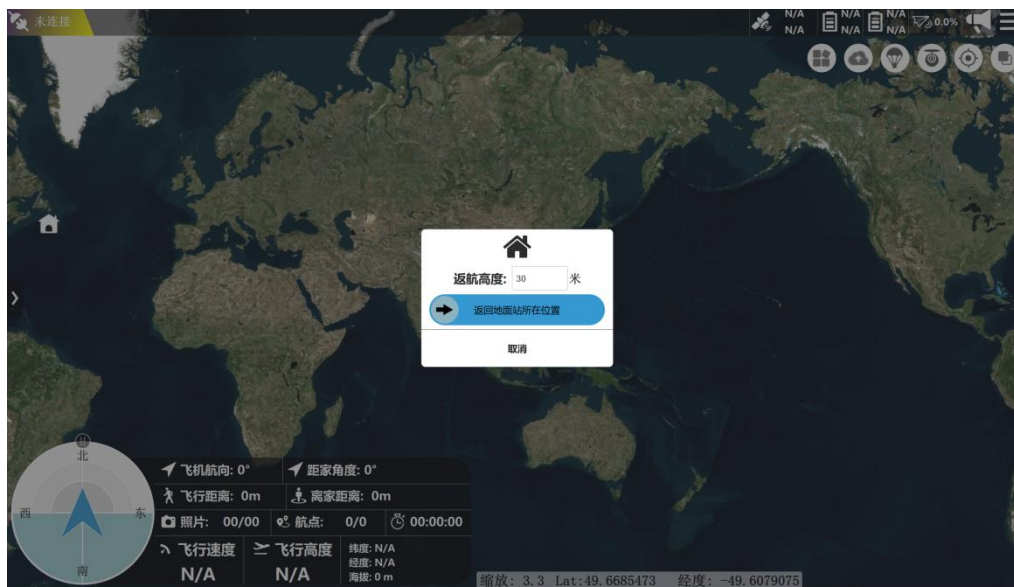 未连接
N/A N/A N/A 0.0%
N/A N/A N/A
返航高度: 30 米
返回地面站所在位置
取消
北
西 东
南
飞机航向: 0° 距家角度: 0°
飞行距离: 0m 离家距离: 0m
照片: 00/00 航点: 0/0 00:00:00
飞行速度 飞行高度 纬度: N/A
N/A N/A 经度: N/A
海拔: 0 m
缩放: 3.3 Lat:49.6685473 经度: -49.6079075